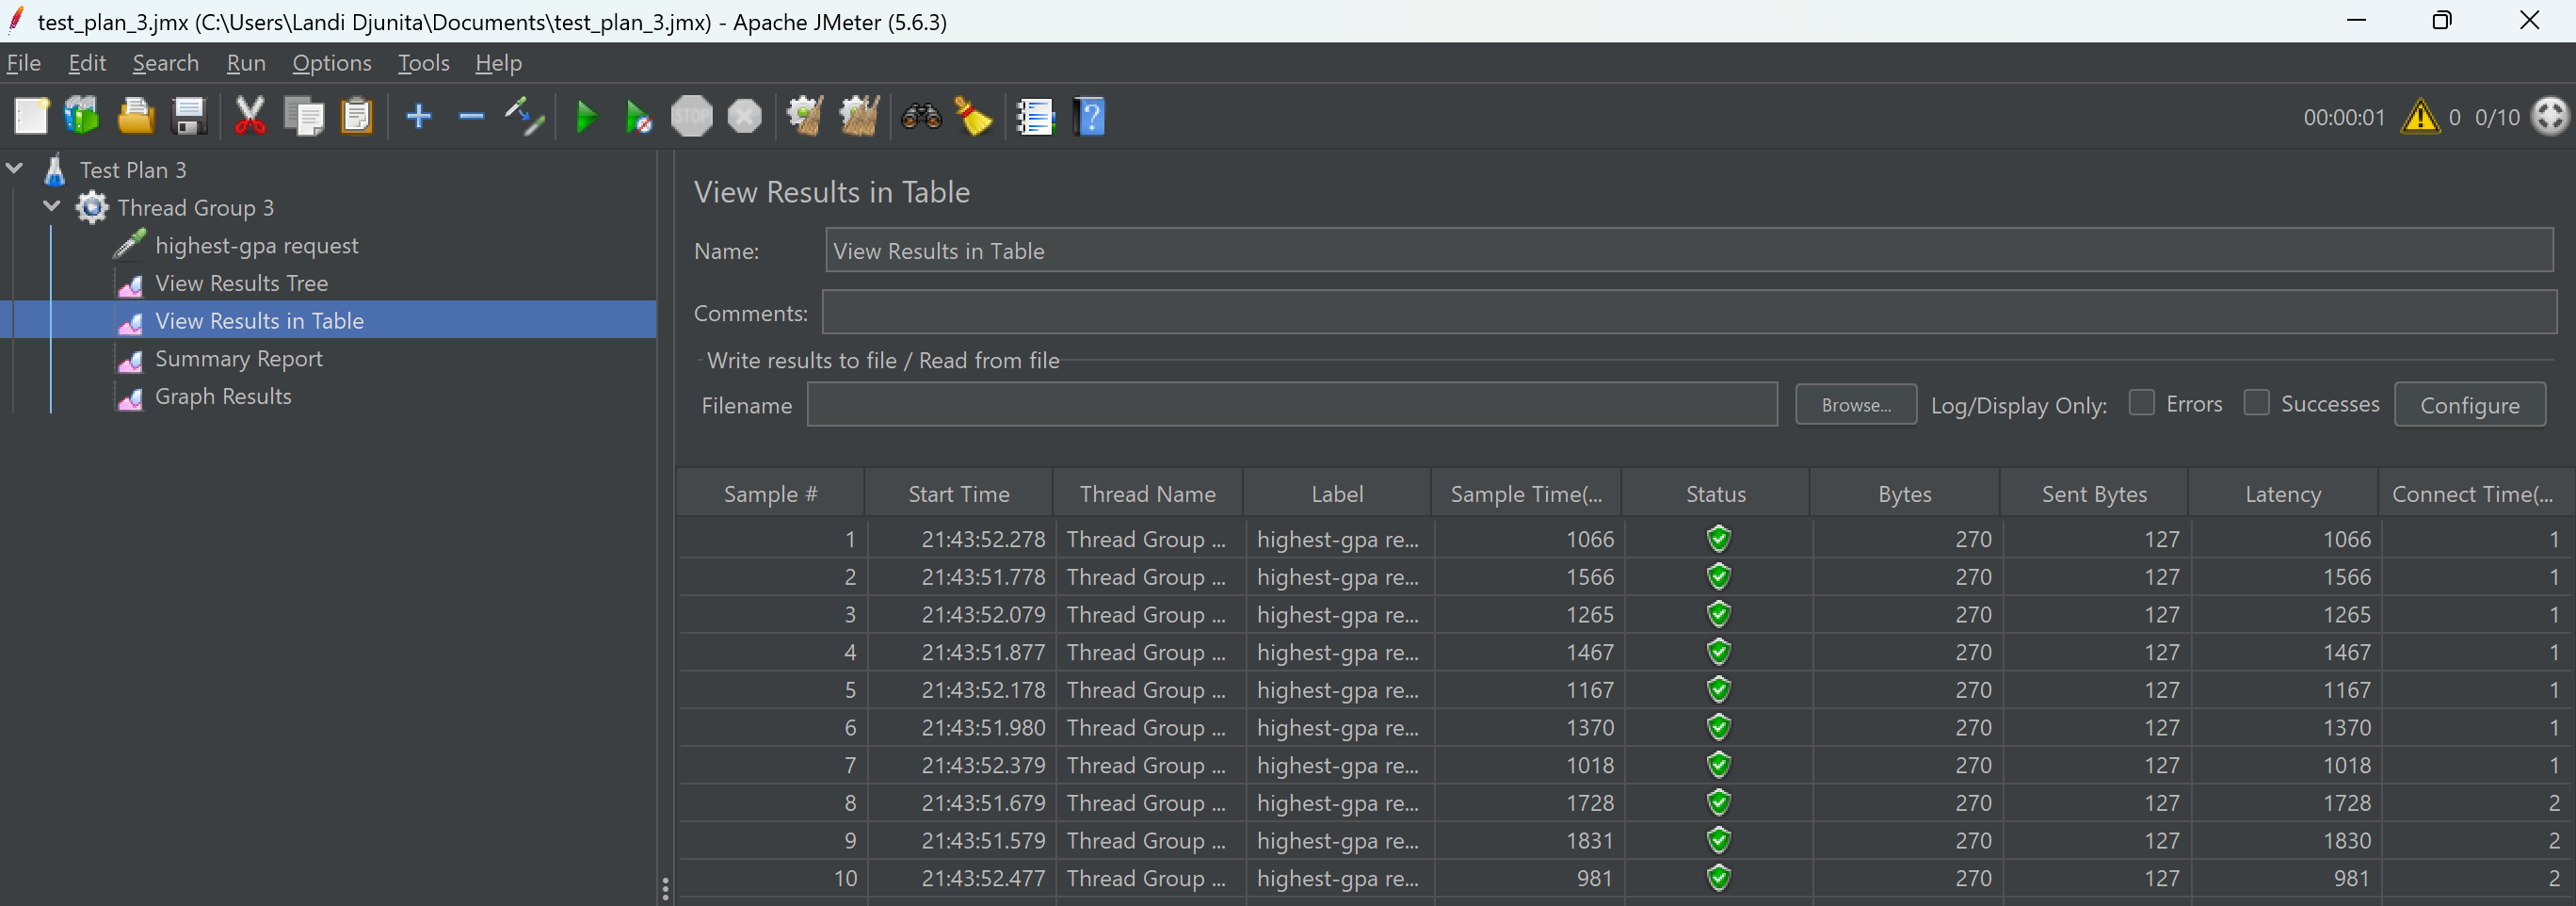 test_plan_3.jmx (C:\Users\Landi Djunita\Documents\test_plan_3.jmx) - Apache JMeter (5.6.3)
File Edit Search Run Options Tools Help
STOP 00:00:01 0 0/10
Test Plan 3
Thread Group 3
highest-gpa request
View Results Tree
View Results in Table
Summary Report
Graph Results
View Results in Table
Name: View Results in Table
Comments:
Write results to file / Read from file
Filename Browse... Log/Display Only: Errors Successes Configure
Sample # Start Time Thread Name Label Sample Time(... Status Bytes Sent Bytes Latency Connect Time(...
1 21:43:52.278 Thread Group ... highest-gpa re... 1066 270 127 1066 1
2 21:43:51.778 Thread Group ... highest-gpa re... 1566 270 127 1566 1
3 21:43:52.079 Thread Group ... highest-gpa re... 1265 270 127 1265 1
4 21:43:51.877 Thread Group ... highest-gpa re... 1467 270 127 1467 1
5 21:43:52.178 Thread Group ... highest-gpa re... 1167 270 127 1167 1
6 21:43:51.980 Thread Group ... highest-gpa re... 1370 270 127 1370 1
7 21:43:52.379 Thread Group ... highest-gpa re... 1018 270 127 1018 1
8 21:43:51.679 Thread Group ... highest-gpa re... 1728 270 127 1728 2
9 21:43:51.579 Thread Group ... highest-gpa re... 1831 270 127 1830 2
10 21:43:52.477 Thread Group ... highest-gpa re... 981 270 127 981 2